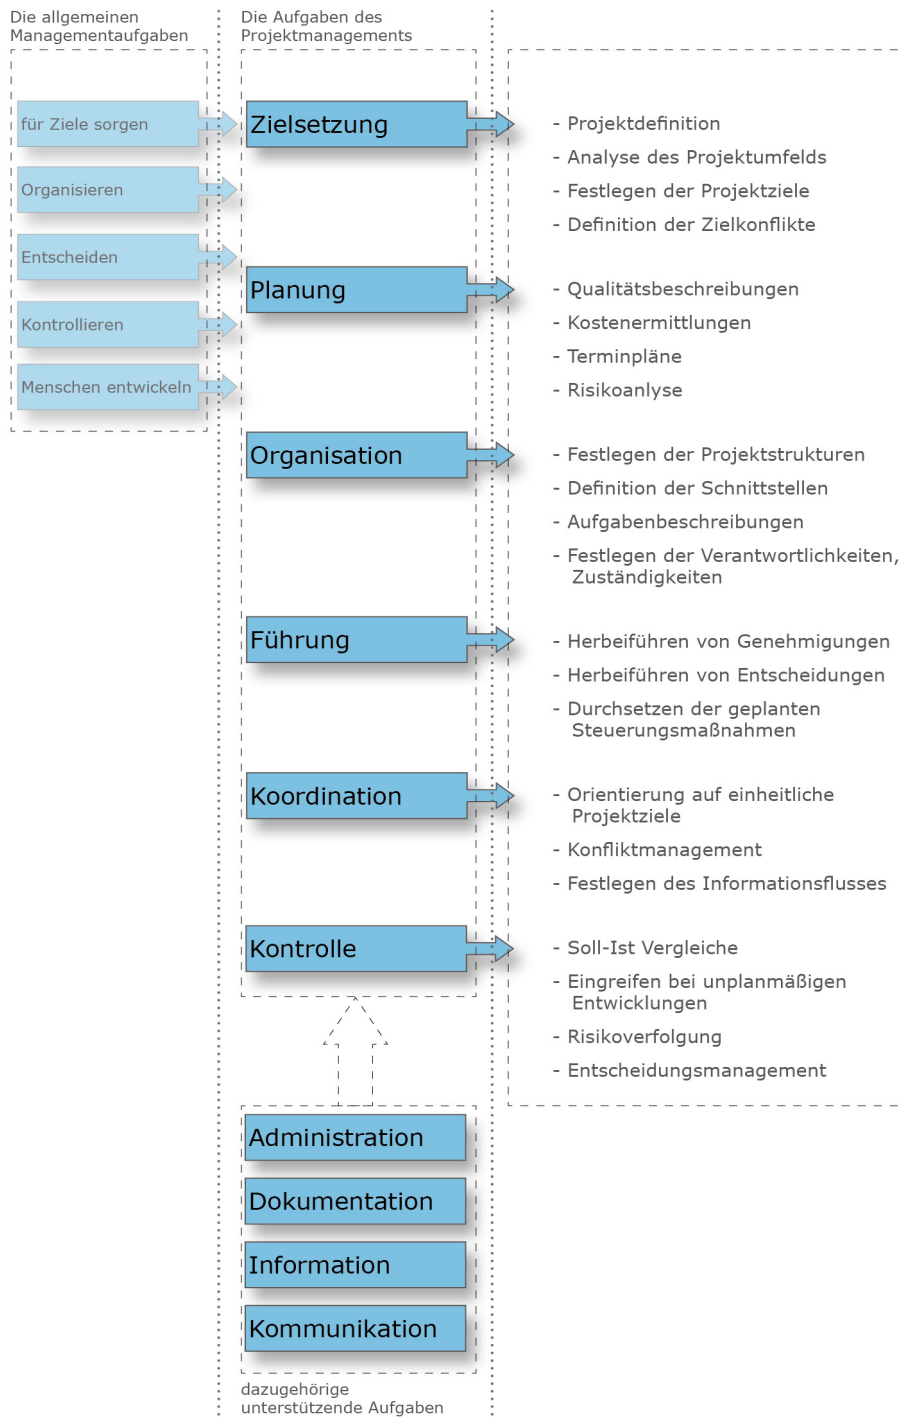 Die allgemeinen
Managementaufgaben
für Ziele sorgen
Organisieren
Entscheiden
Kontrollieren
Menschen entwickeln
Die Aufgaben des
Projektmanagements
Zielsetzung
- Projektdefinition
- Analyse des Projektumfelds
- Festlegen der Projektziele
- Definition der Zielkonflikte
Planung
- Qualitätsbeschreibungen
- Kostenermittlungen
- Terminpläne
- Risikoanlyse
Organisation
- Festlegen der Projektstrukturen
- Definition der Schnittstellen
- Aufgabenbeschreibungen
- Festlegen der Verantwortlichkeiten,
Zuständigkeiten
Führung
- Herbeiführen von Genehmigungen
- Herbeiführen von Entscheidungen
- Durchsetzen der geplanten
Steuerungsmaßnahmen
Koordination
- Orientierung auf einheitliche
Projektziele
- Konfliktmanagement
- Festlegen des Informationsflusses
Kontrolle
- Soll-Ist Vergleiche
- Eingreifen bei unplanmäßigen
Entwicklungen
- Risikoverfolgung
- Entscheidungsmanagement
Administration
Dokumentation
Information
Kommunikation
dazugehörige
unterstützende Aufgaben